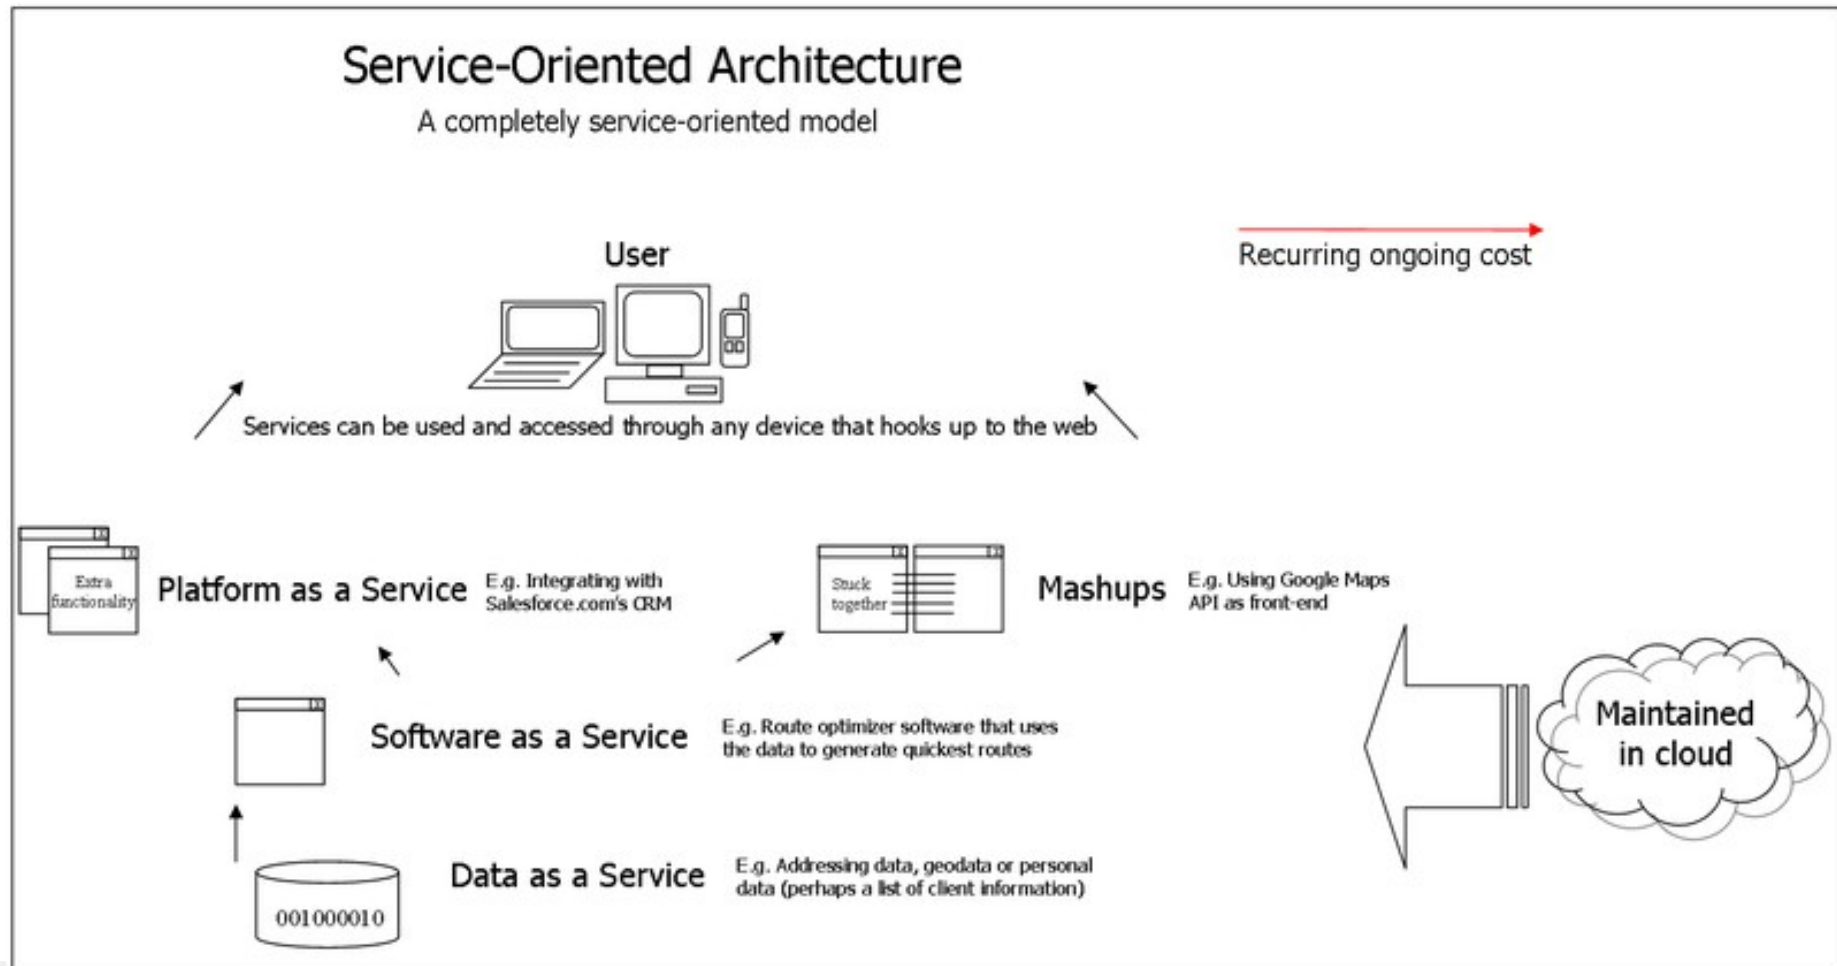 Service-Oriented Architecture
A completely service-oriented model
User
Recurring ongoing cost
Services can be used and accessed through any device that hooks up to the web
Extra
functionality
Platform as a Service
E.g. Integrating with
Salesforce.com's CRM
Stuck
together
Mashups
E.g. Using Google Maps
API as front-end
Software as a Service
E.g. Route optimizer software that uses
the data to generate quickest routes
Maintained
in cloud
Data as a Service
E.g. Addressing data, geodata or personal
data (perhaps a list of client information)
001000010